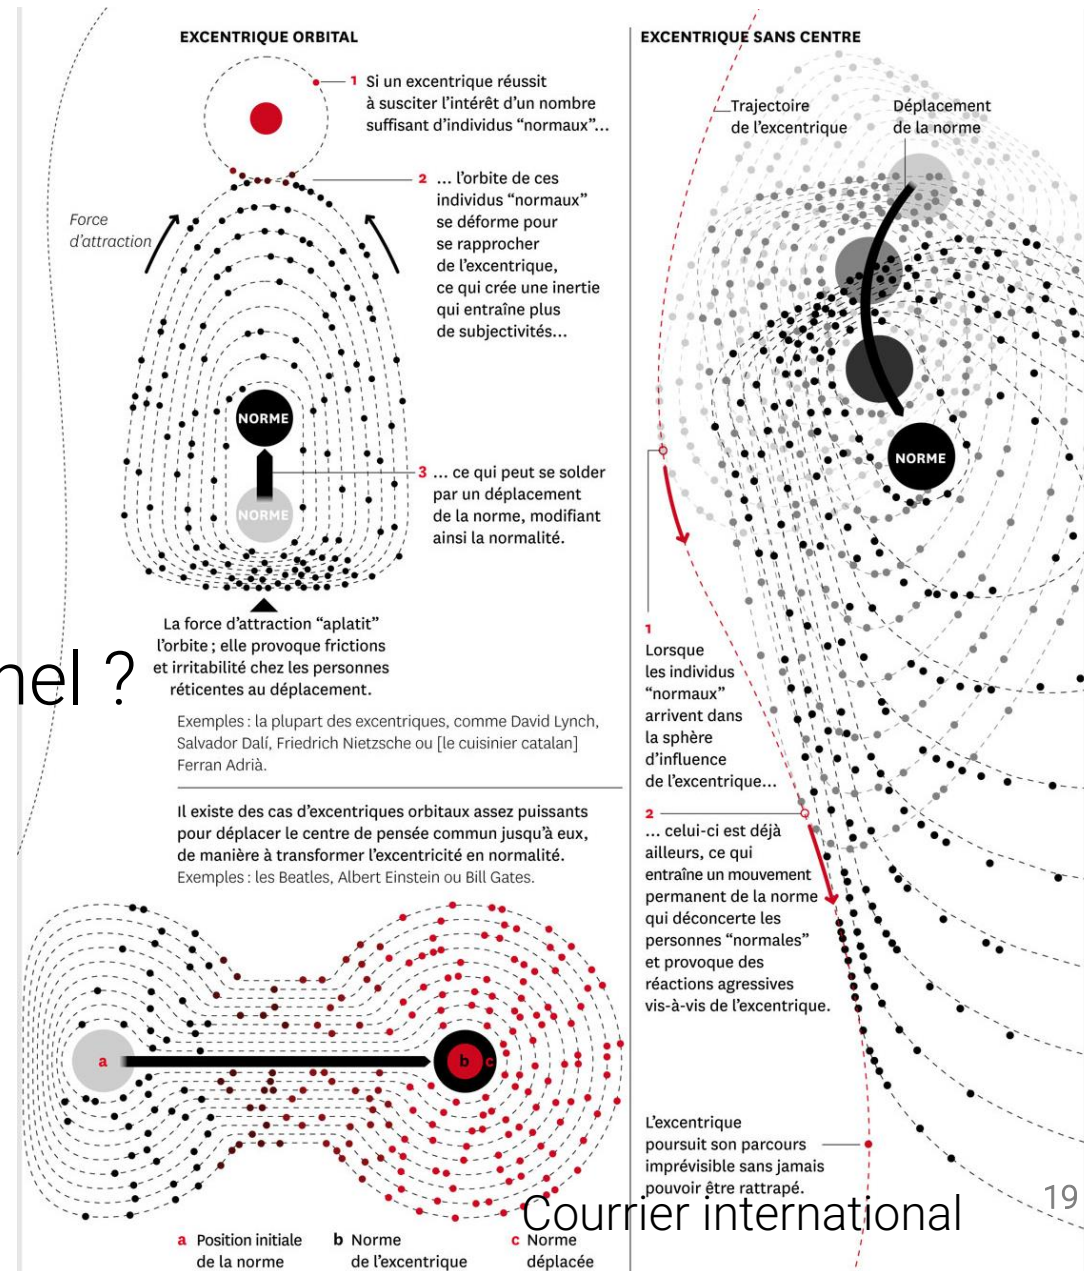 EXCENTRIQUE ORBITAL
1 Si un excentrique réussit
à susciter l’intérêt d’un nombre
suffisant d’individus “normaux”...
2 ... l’orbite de ces
individus “normaux”
se déforme pour
se rapprocher
de l’excentrique,
ce qui crée une inertie
qui entraîne plus
de subjectivités...
Force
d’attraction
NORME
NORME
3 ... ce qui peut se solder
par un déplacement
de la norme, modifiant
ainsi la normalité.
La force d’attraction “aplatit”
l’orbite ; elle provoque frictions
et irritabilité chez les personnes
réticentes au déplacement.
nel ?
Exemples : la plupart des excentriques, comme David Lynch,
Salvador Dalí, Friedrich Nietzsche ou [le cuisinier catalan]
Ferran Adrià.
Il existe des cas d’excentriques orbitaux assez puissants
pour déplacer le centre de pensée commun jusqu’à eux,
de manière à transformer l’excentricité en normalité.
Exemples : les Beatles, Albert Einstein ou Bill Gates.
a
b
c
a Position initiale
de la norme
b Norme
de l’excentrique
c Norme
déplacée
EXCENTRIQUE SANS CENTRE
Trajectoire
de l’excentrique
Déplacement
de la norme
NORME
1
Lorsque
les individus
“normaux”
arrivent dans
la sphère
d’influence
de l’excentrique...
2
... celui-ci est déjà
ailleurs, ce qui
entraîne un mouvement
permanent de la norme
qui déconcerte les
personnes “normales”
et provoque des
réactions agressives
vis-à-vis de l’excentrique.
L’excentrique
poursuit son parcours
imprévisible sans jamais
pouvoir être rattrapé.
Courrier international
19